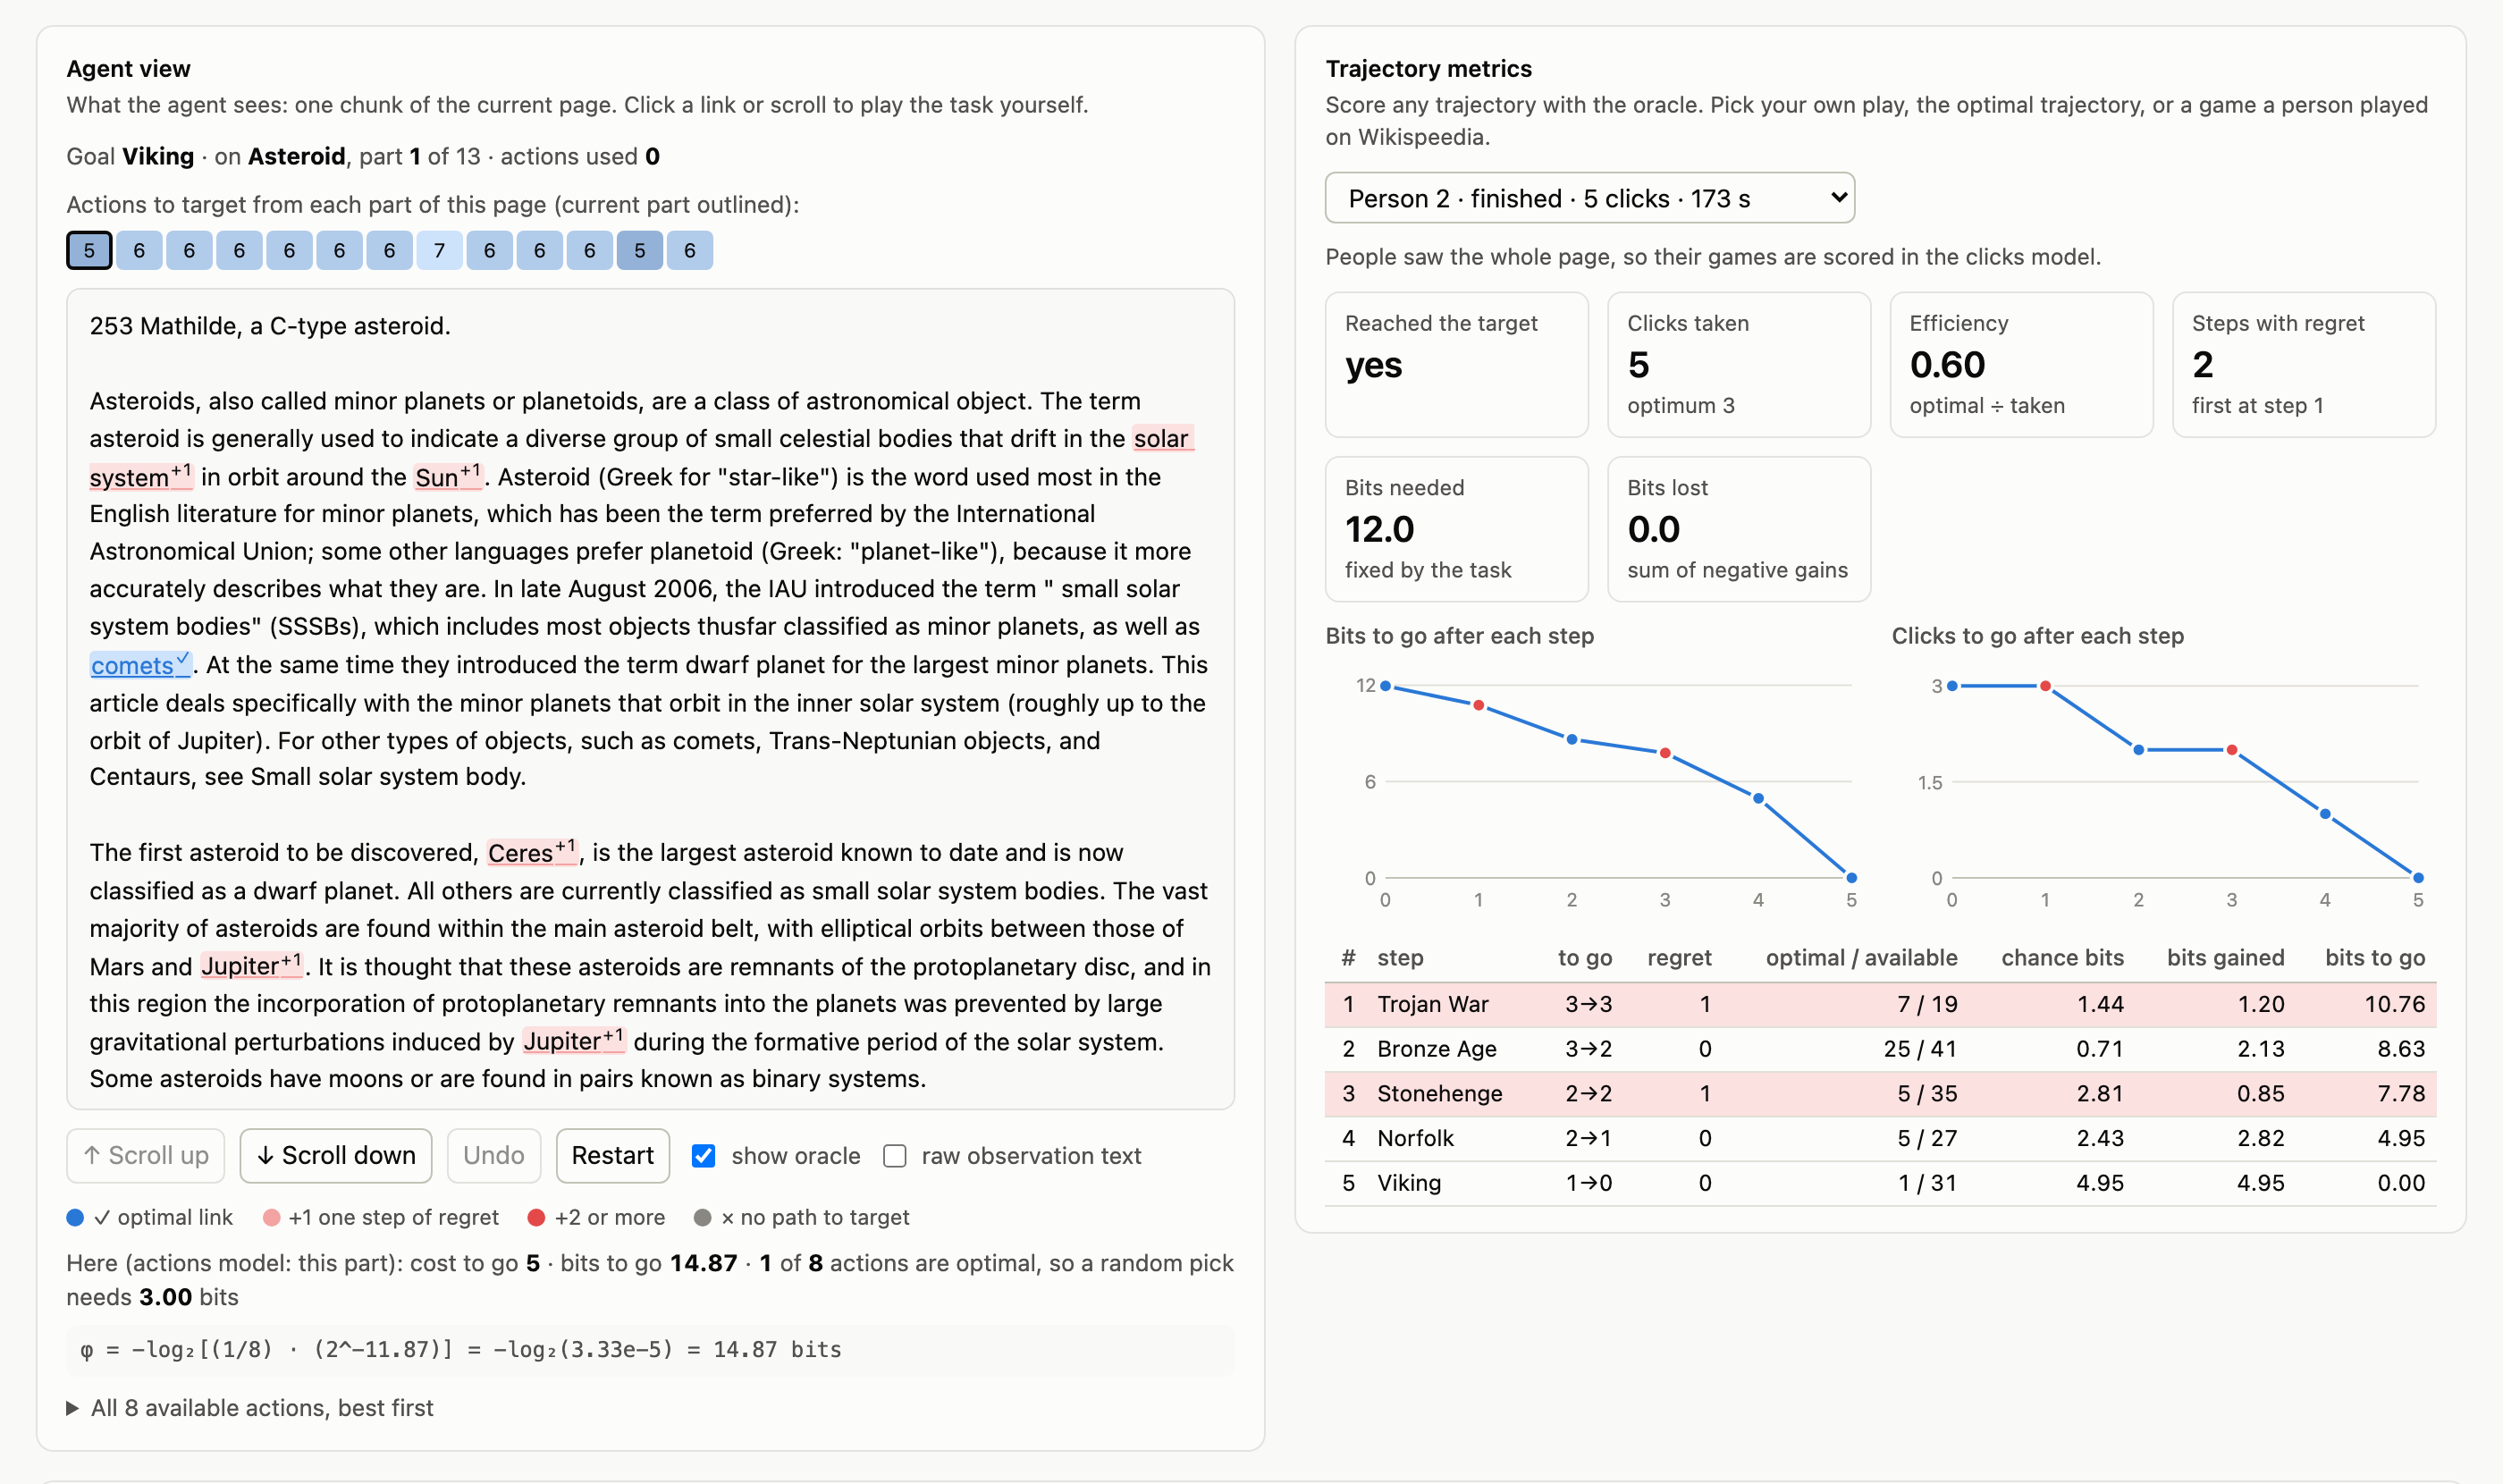 Agent view
What the agent sees: one chunk of the current page. Click a link or scroll to play the task yourself.
Goal Viking · on Asteroid, part 1 of 13 · actions used 0
Actions to target from each part of this page (current part outlined):
5 6 6 6 6 6 6 7 6 6 6 5 6
253 Mathilde, a C-type asteroid.
Asteroids, also called minor planets or planetoids, are a class of astronomical object. The term
asteroid is generally used to indicate a diverse group of small celestial bodies that drift in the solar
system+1 in orbit around the Sun+1. Asteroid (Greek for "star-like") is the word used most in the
English literature for minor planets, which has been the term preferred by the International
Astronomical Union; some other languages prefer planetoid (Greek: "planet-like"), because it more
accurately describes what they are. In late August 2006, the IAU introduced the term " small solar
system bodies" (SSSBs), which includes most objects thusfar classified as minor planets, as well as
comets✓. At the same time they introduced the term dwarf planet for the largest minor planets. This
article deals specifically with the minor planets that orbit in the inner solar system (roughly up to the
orbit of Jupiter). For other types of objects, such as comets, Trans-Neptunian objects, and
Centaurs, see Small solar system body.
The first asteroid to be discovered, Ceres+1, is the largest asteroid known to date and is now
classified as a dwarf planet. All others are currently classified as small solar system bodies. The vast
majority of asteroids are found within the main asteroid belt, with elliptical orbits between those of
Mars and Jupiter+1. It is thought that these asteroids are remnants of the protoplanetary disc, and in
this region the incorporation of protoplanetary remnants into the planets was prevented by large
gravitational perturbations induced by Jupiter+1 during the formative period of the solar system.
Some asteroids have moons or are found in pairs known as binary systems.
↑ Scroll up ↓ Scroll down Undo Restart show oracle raw observation text
✓ optimal link +1 one step of regret +2 or more × no path to target
Here (actions model: this part): cost to go 5 · bits to go 14.87 · 1 of 8 actions are optimal, so a random pick
needs 3.00 bits
φ = −log₂[(1/8) · (2^−11.87)] = −log₂(3.33e−5) = 14.87 bits
▶ All 8 available actions, best first
Trajectory metrics
Score any trajectory with the oracle. Pick your own play, the optimal trajectory, or a game a person played
on Wikispeedia.
Person 2 · finished · 5 clicks · 173 s
People saw the whole page, so their games are scored in the clicks model.
Reached the target
yes
Clicks taken
5
optimum 3
Efficiency
0.60
optimal ÷ taken
Steps with regret
2
first at step 1
Bits needed
12.0
fixed by the task
Bits lost
0.0
sum of negative gains
Bits to go after each step
12
6
0
0 1 2 3 4 5
Clicks to go after each step
3
1.5
0
0 1 2 3 4 5
# step to go regret optimal / available chance bits bits gained bits to go
1 Trojan War 3→3 1 7 / 19 1.44 1.20 10.76
2 Bronze Age 3→2 0 25 / 41 0.71 2.13 8.63
3 Stonehenge 2→2 1 5 / 35 2.81 0.85 7.78
4 Norfolk 2→1 0 5 / 27 2.43 2.82 4.95
5 Viking 1→0 0 1 / 31 4.95 4.95 0.00